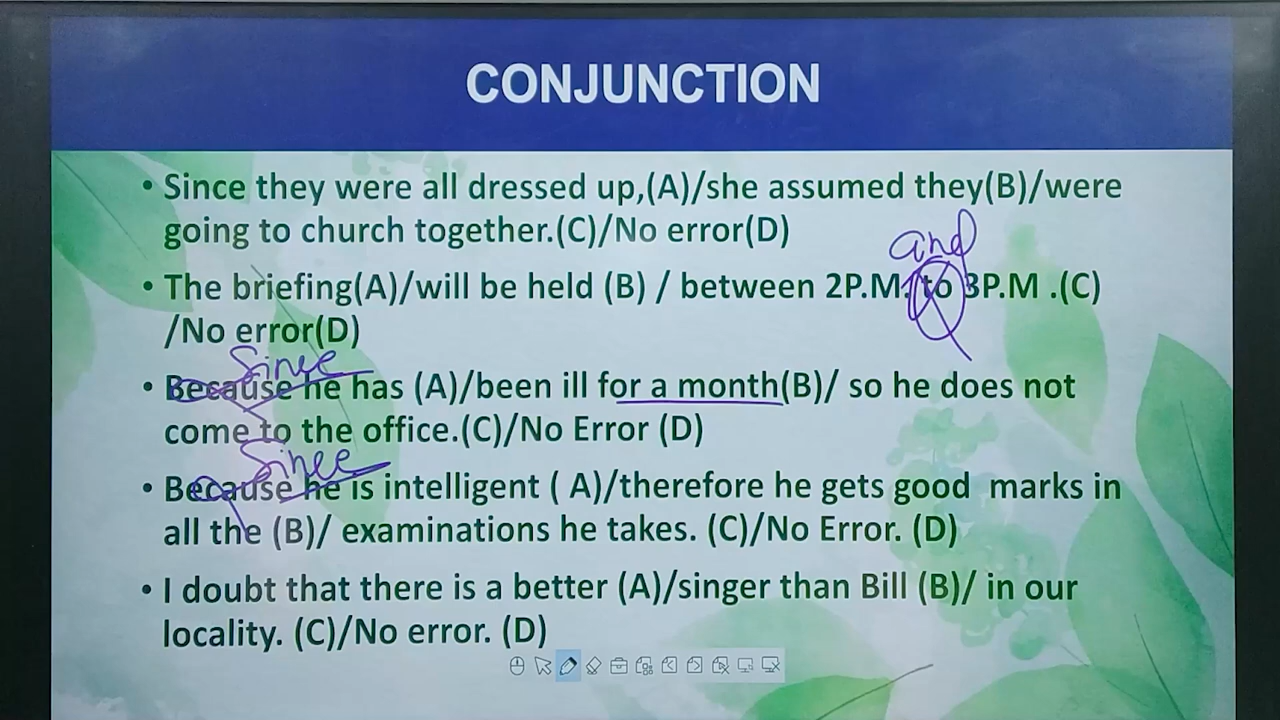 CONJUNCTION
• Since they were all dressed up,(A)/she assumed they(B)/were
going to church together.(C)/No error(D)
and
• The briefing(A)/will be held (B) / between 2P.M. to 3P.M .(C)
/No error(D)
Since
• Because he has (A)/been ill for a month(B)/ so he does not
come to the office.(C)/No Error (D)
Since
• Because he is intelligent ( A)/therefore he gets good marks in
all the (B)/ examinations he takes. (C)/No Error. (D)
• I doubt that there is a better (A)/singer than Bill (B)/ in our
locality. (C)/No error. (D)